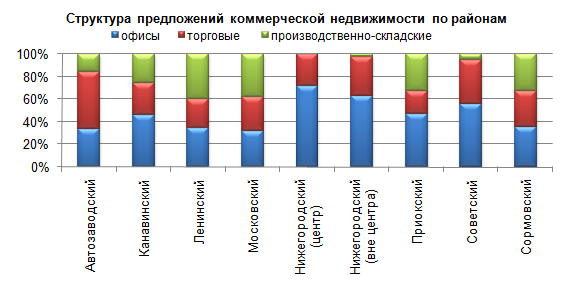 Структура предложений коммерческой недвижимости по районам
офисы торговые производственно-складские
100%
80%
60%
40%
20%
0%
Автозаводский
Канавинский
Ленинский
Московский
Нижегородский
(центр)
Нижегородский
(вне центра)
Приокский
Советский
Сормовский